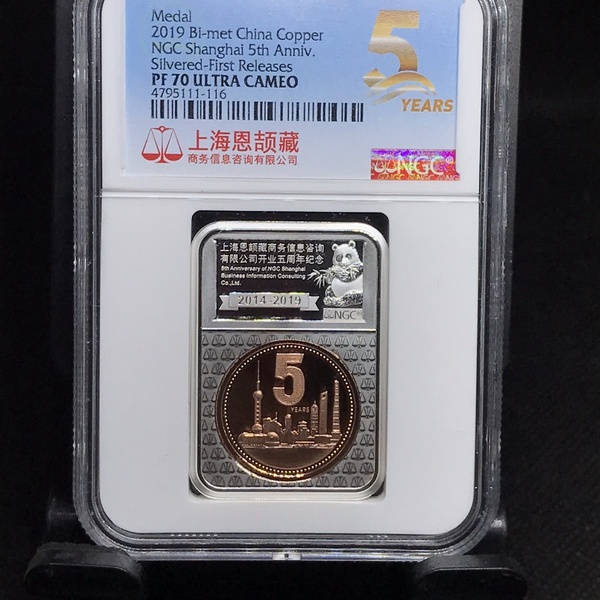 Medal
2019 Bi-met China Copper
NGC Shanghai 5th Anniv.
Silvered-First Releases
PF 70 ULTRA CAMEO
4795111-116
5
YEARS
上海恩颉藏
商务信息咨询有限公司
NGC
上海恩颉藏商务信息咨询
有限公司开业五周年纪念
5th Anniversary of NGC Shanghai
Business Information Consulting
Co.,Ltd.
2014-2019
NGC
5
YEARS